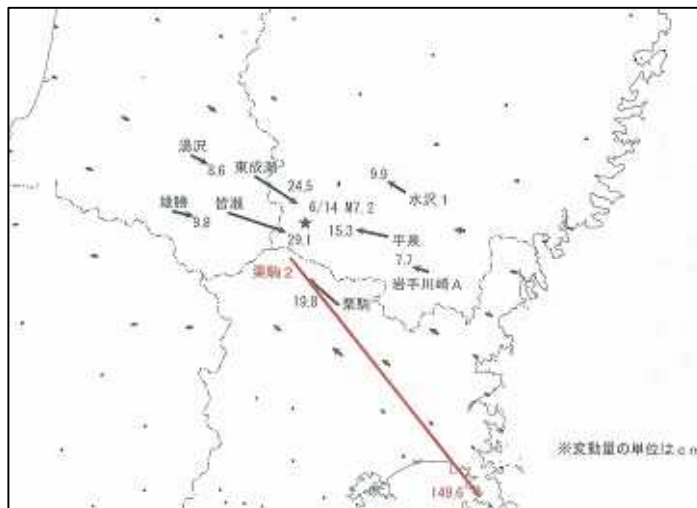 湯沢
8.6
東成瀬
24.5
9.9
水沢1
6/14 M7.2
雄勝
9.8
皆瀬
29.1
15.3
平泉
7.7
岩手川崎A
栗駒2
19.8
栗駒
※変動量の単位はcm
149.6